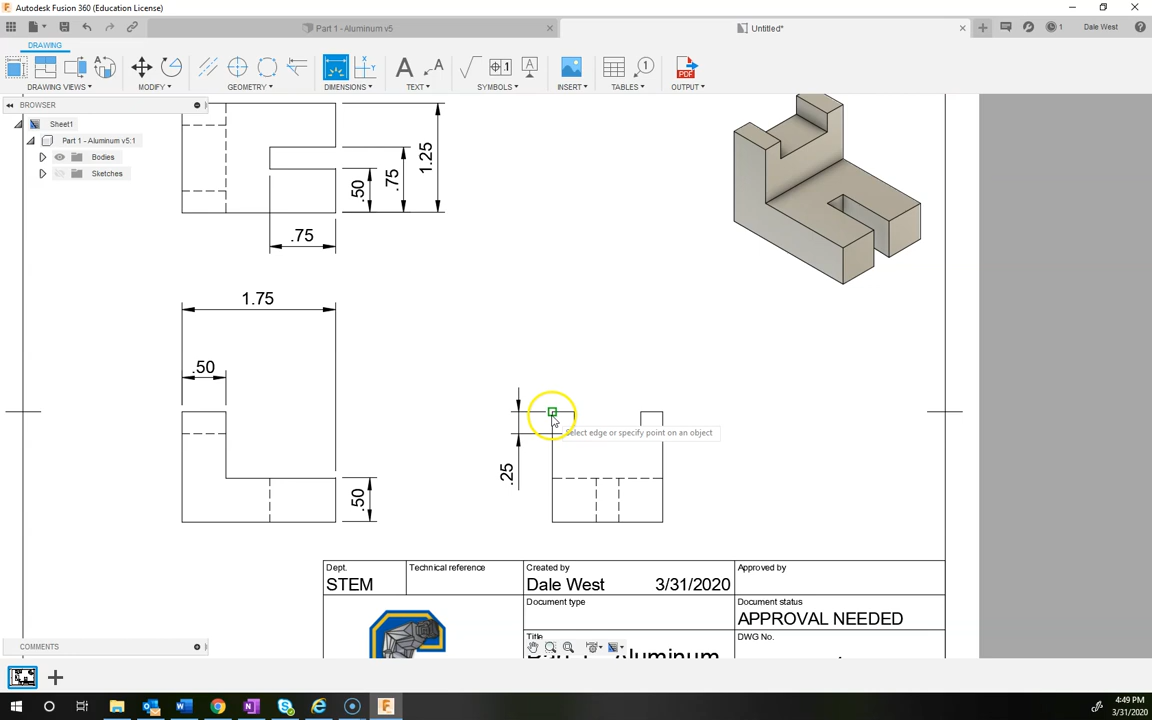 Autodesk Fusion 360 (Education License)
Part 1 - Aluminum v5
Untitled*
1
Dale West
DRAWING
DRAWING VIEWS
MODIFY
GEOMETRY
DIMENSIONS
TEXT
SYMBOLS
INSERT
TABLES
OUTPUT
BROWSER
Sheet1
Part 1 - Aluminum v5:1
Bodies
Sketches
1.25
.75
.50
.75
1.75
.50
.50
.25
Select edge or specify point on an object
Dept.
STEM
Technical reference
Created by
Dale West 3/31/2020
Approved by
Document type
Document status
APPROVAL NEEDED
Title
DWG No.
COMMENTS
4:49 PM
3/31/2020